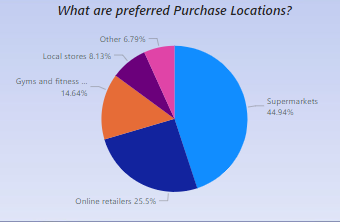 What are preferred Purchase Locations?
Other 6.79%
Local stores 8.13%
Gyms and fitness ...
14.64%
Supermarkets
44.94%
Online retailers 25.5%